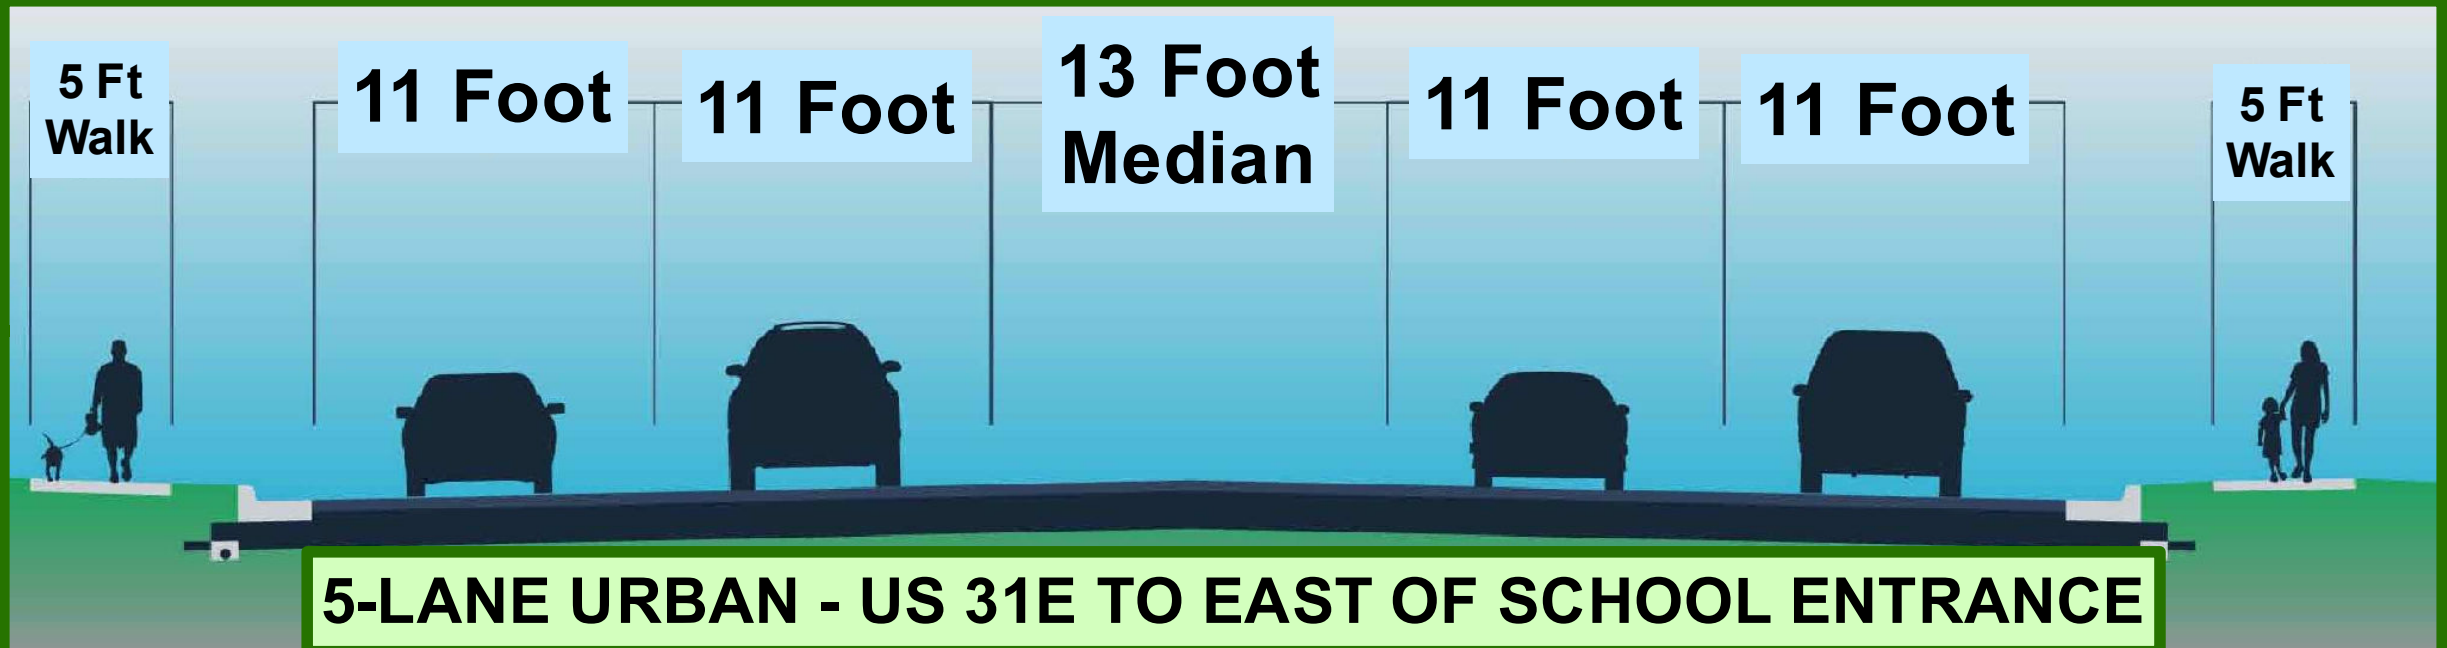 5 Ft
Walk
11 Foot
11 Foot
13 Foot
Median
11 Foot
11 Foot
5 Ft
Walk
5-LANE URBAN - US 31E TO EAST OF SCHOOL ENTRANCE